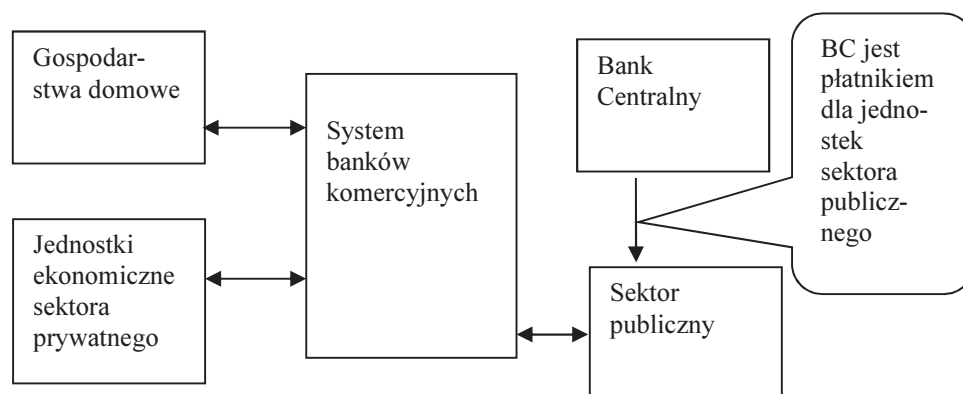 Gospodar-
stwa domowe
Jednostki
ekonomiczne
sektora
prywatnego
System
banków
komercyjnych
Bank
Centralny
Sektor
publiczny
BC jest
płatnikiem
dla jedno-
stek
sektora
publicz-
nego